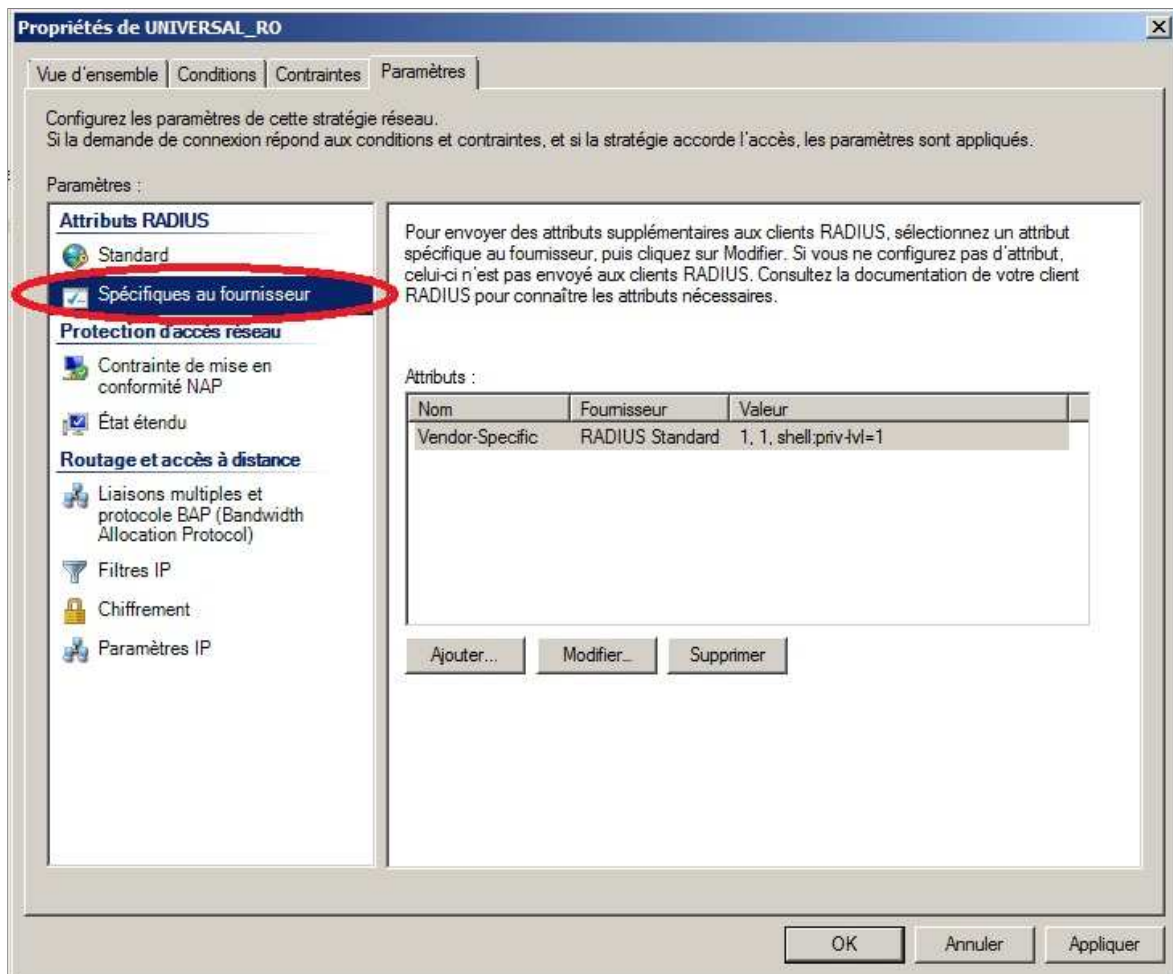 Propriétés de UNIVERSAL_RO
Vue d'ensemble Conditions Contraintes Paramètres
Configurez les paramètres de cette stratégie réseau.
Si la demande de connexion répond aux conditions et contraintes, et si la stratégie accorde l'accès, les paramètres sont appliqués.
Paramètres :
Attributs RADIUS
Standard
Spécifiques au fournisseur
Protection d'accès réseau
Contrainte de mise en
conformité NAP
État étendu
Routage et accès à distance
Liaisons multiples et
protocole BAP (Bandwidth
Allocation Protocol)
Filtres IP
Chiffrement
Paramètres IP
Pour envoyer des attributs supplémentaires aux clients RADIUS, sélectionnez un attribut
spécifique au fournisseur, puis cliquez sur Modifier. Si vous ne configurez pas d'attribut,
celui-ci n'est pas envoyé aux clients RADIUS. Consultez la documentation de votre client
RADIUS pour connaître les attributs nécessaires.
Attributs :
Nom Fournisseur Valeur
Vendor-Specific RADIUS Standard 1, 1, shell:priv-lvl=1
Ajouter... Modifier... Supprimer
OK Annuler Appliquer